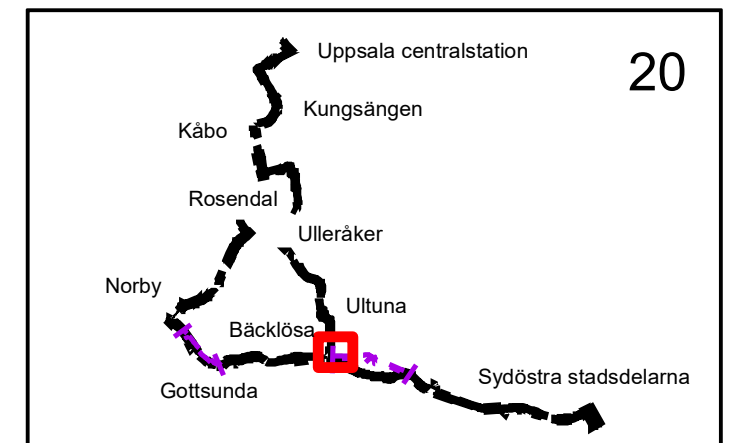 Uppsala centralstation
20
Kungsängen
Kåbo
Rosendal
Ulleråker
Norby
Ultuna
Bäcklösa
Sydöstra stadsdelarna
Gottsunda